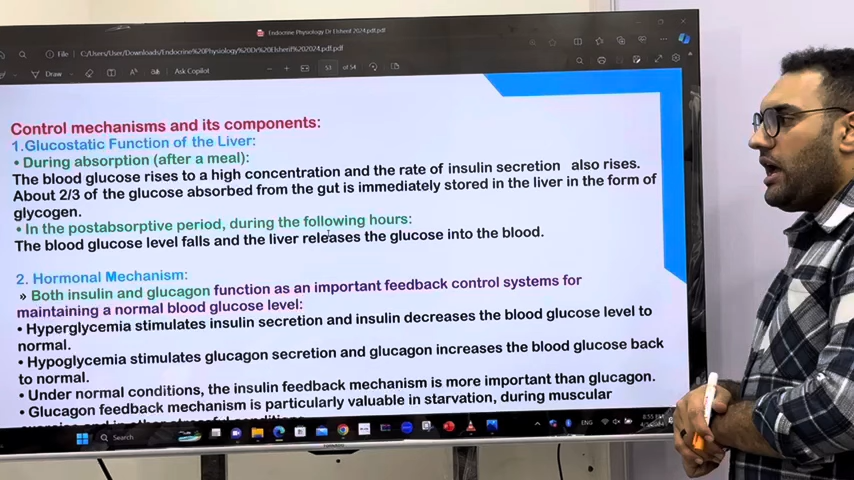 Endocrine Physiology Dr Elsherif 2024.pdf.pdf
File C:/Users/User/Downloads/Endocrine%20Physiology%20Dr%20Elsherif%202024.pdf.pdf
Draw Ask Copilot 51 of 54
Control mechanisms and its components:
1.Glucostatic Function of the Liver:
• During absorption (after a meal):
The blood glucose rises to a high concentration and the rate of insulin secretion also rises.
About 2/3 of the glucose absorbed from the gut is immediately stored in the liver in the form of
glycogen.
• In the postabsorptive period, during the following hours:
The blood glucose level falls and the liver releases the glucose into the blood.
2. Hormonal Mechanism:
» Both insulin and glucagon function as an important feedback control systems for
maintaining a normal blood glucose level:
• Hyperglycemia stimulates insulin secretion and insulin decreases the blood glucose level to
normal.
• Hypoglycemia stimulates glucagon secretion and glucagon increases the blood glucose back
to normal.
• Under normal conditions, the insulin feedback mechanism is more important than glucagon.
• Glucagon feedback mechanism is particularly valuable in starvation, during muscular
Search
ENG
8:55 PM